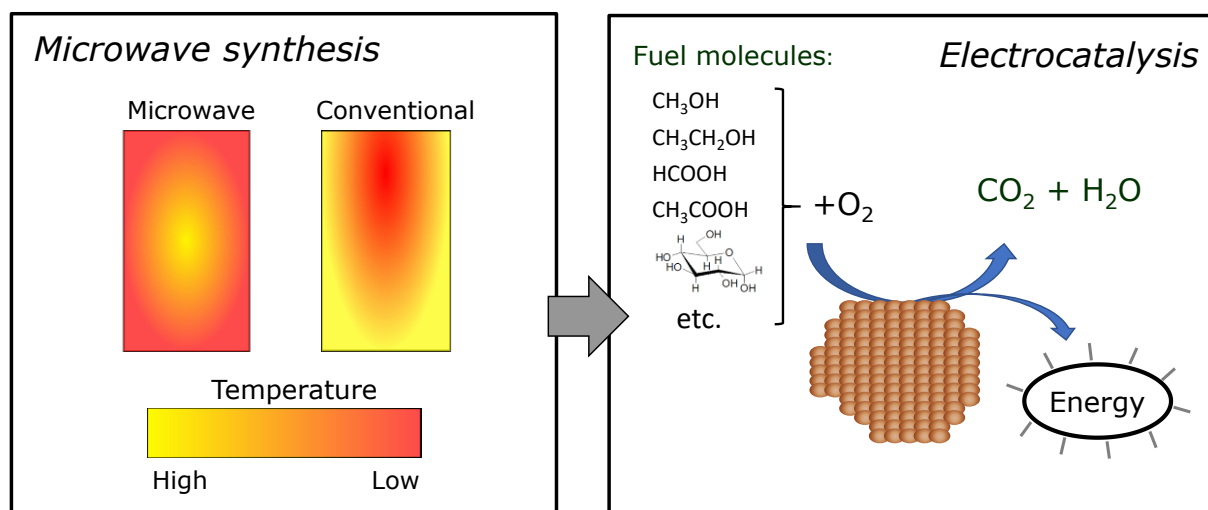 Microwave synthesis
Microwave
Conventional
Temperature
High
Low
Electrocatalysis
Fuel molecules:
CH₃OH
CH₃CH₂OH
HCOOH
CH₃COOH
OH
H
O
HO
H
HO
H
H
H
OH
OH
etc.
+O₂
CO₂ + H₂O
Energy